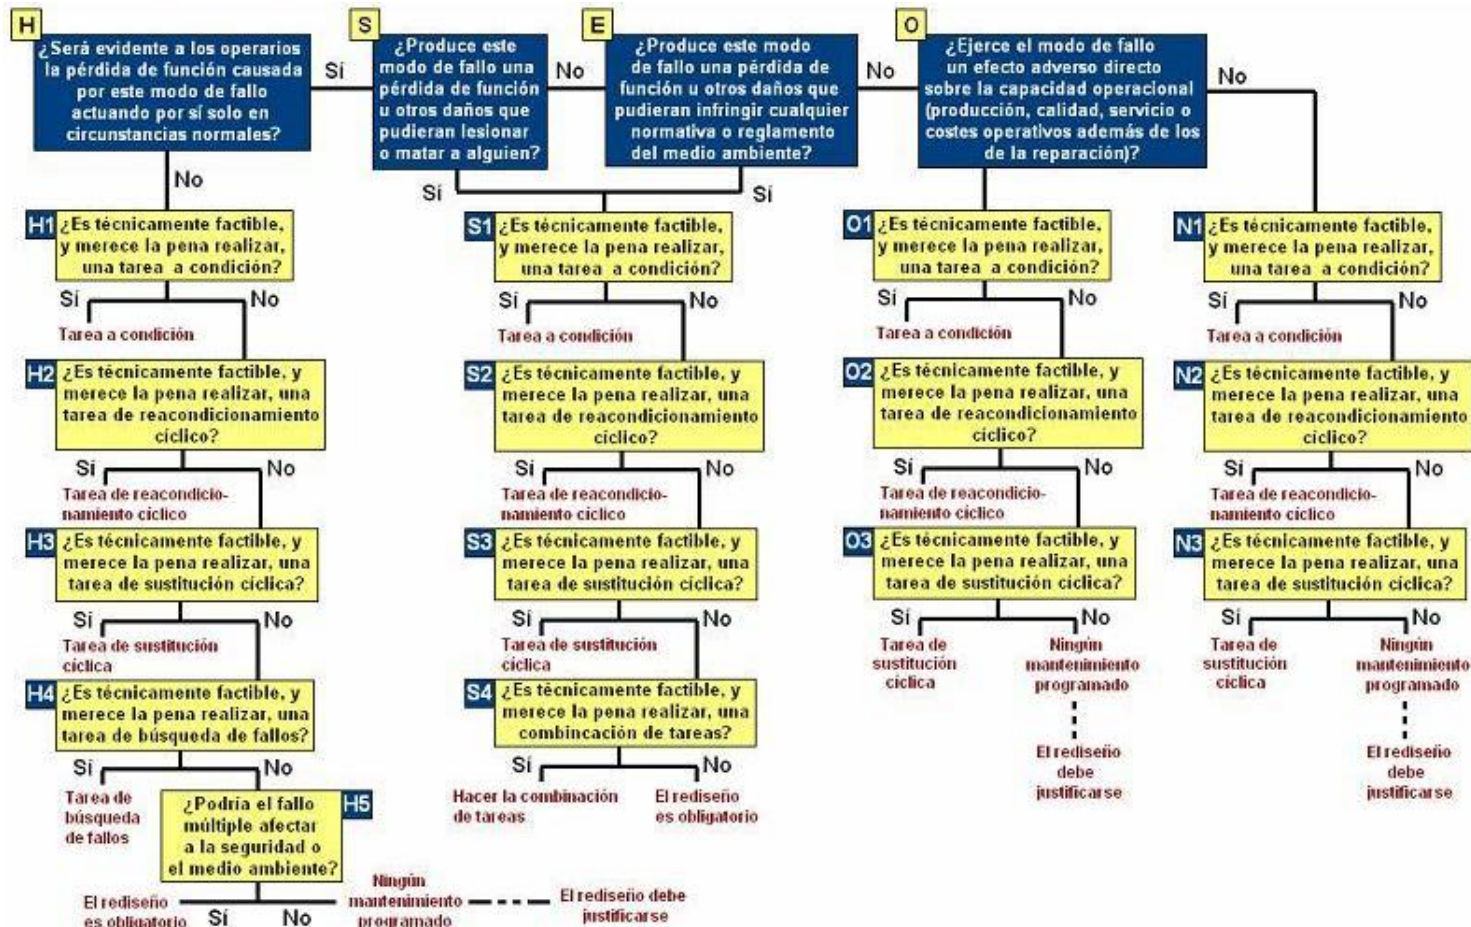 H
¿Será evidente a los operarios
la pérdida de función causada
por este modo de fallo
actuando por sí solo en
circunstancias normales?
Sí
No
S
¿Produce este
modo de fallo una
pérdida de función
u otros daños que
pudieran lesionar
o matar a alguien?
No
Sí
E
¿Produce este modo
de fallo una pérdida de
función u otros daños que
pudieran infringir cualquier
normativa o reglamento
del medio ambiente?
No
Sí
O
¿Ejerce el modo de fallo
un efecto adverso directo
sobre la capacidad operacional
(producción, calidad, servicio o
costes operativos además de los
de la reparación)?
No
H1
¿Es técnicamente factible,
y merece la pena realizar,
una tarea a condición?
Sí
No
Tarea a condición
H2
¿Es técnicamente factible, y
merece la pena realizar, una
tarea de reacondicionamiento
cíclico?
Sí
No
Tarea de reacondicio-
namiento cíclico
H3
¿Es técnicamente factible, y
merece la pena realizar, una
tarea de sustitución cíclica?
Sí
No
Tarea de sustitución
cíclica
H4
¿Es técnicamente factible, y
merece la pena realizar, una
tarea de búsqueda de fallos?
Sí
No
Tarea de
búsqueda
de fallos
H5
¿Podría el fallo
múltiple afectar
a la seguridad o
el medio ambiente?
El rediseño
es obligatorio
Sí
No
Ningún
mantenimiento
programado
El rediseño debe
justificarse
S1
¿Es técnicamente factible,
y merece la pena realizar,
una tarea a condición?
Sí
No
Tarea a condición
S2
¿Es técnicamente factible, y
merece la pena realizar, una
tarea de reacondicionamiento
cíclico?
Sí
No
Tarea de reacondicio-
namiento cíclico
S3
¿Es técnicamente factible, y
merece la pena realizar, una
tarea de sustitución cíclica?
Sí
No
Tarea de sustitución
cíclica
S4
¿Es técnicamente factible, y
merece la pena realizar, una
combincación de tareas?
Sí
No
Hacer la combinación
de tareas
El rediseño
es obligatorio
O1
¿Es técnicamente factible,
y merece la pena realizar,
una tarea a condición?
Sí
No
Tarea a condición
O2
¿Es técnicamente factible, y
merece la pena realizar, una
tarea de reacondicionamiento
cíclico?
Sí
No
Tarea de reacondicio-
namiento cíclico
O3
¿Es técnicamente factible, y
merece la pena realizar, una
tarea de sustitución cíclica?
Sí
No
Tarea de
sustitución
cíclica
Ningún
mantenimiento
programado
El rediseño
debe
justificarse
N1
¿Es técnicamente factible,
y merece la pena realizar,
una tarea a condición?
Sí
No
Tarea a condición
N2
¿Es técnicamente factible, y
merece la pena realizar, una
tarea de reacondicionamiento
cíclico?
Sí
No
Tarea de reacondicio-
namiento cíclico
N3
¿Es técnicamente factible, y
merece la pena realizar, una
tarea de sustitución cíclica?
Sí
No
Tarea de
sustitución
cíclica
Ningún
mantenimiento
programado
El rediseño
debe
justificarse